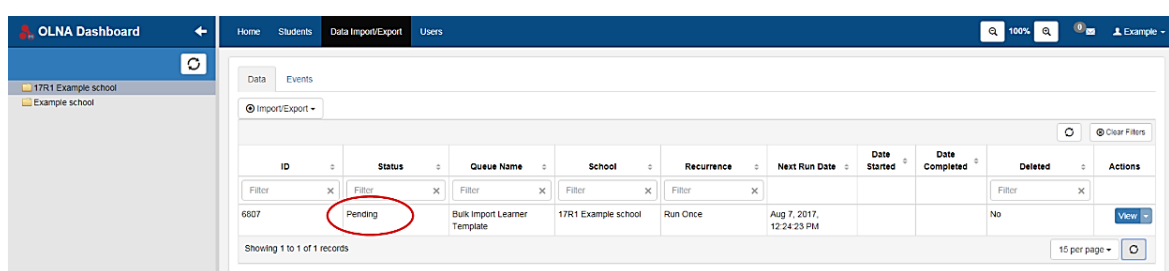 OLNA Dashboard
Home Students Data Import/Export Users
100%
0
Example
17R1 Example school
Example school
Data Events
Import/Export
Clear Filters
ID Status Queue Name School Recurrence Next Run Date Date Started Date Completed Deleted Actions
Filter Filter Filter Filter Filter Filter
6807 Pending Bulk Import Learner Template 17R1 Example school Run Once Aug 7, 2017, 12:24:23 PM No View
Showing 1 to 1 of 1 records
15 per page